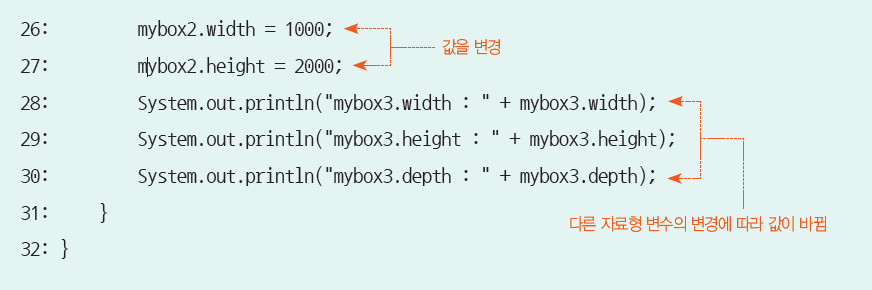 26: mybox2.width = 1000;
값을 변경
27: mybox2.height = 2000;
28: System.out.println("mybox3.width : " + mybox3.width);
29: System.out.println("mybox3.height : " + mybox3.height);
30: System.out.println("mybox3.depth : " + mybox3.depth);
31: }
다른 자료형 변수의 변경에 따라 값이 바뀜
32: }